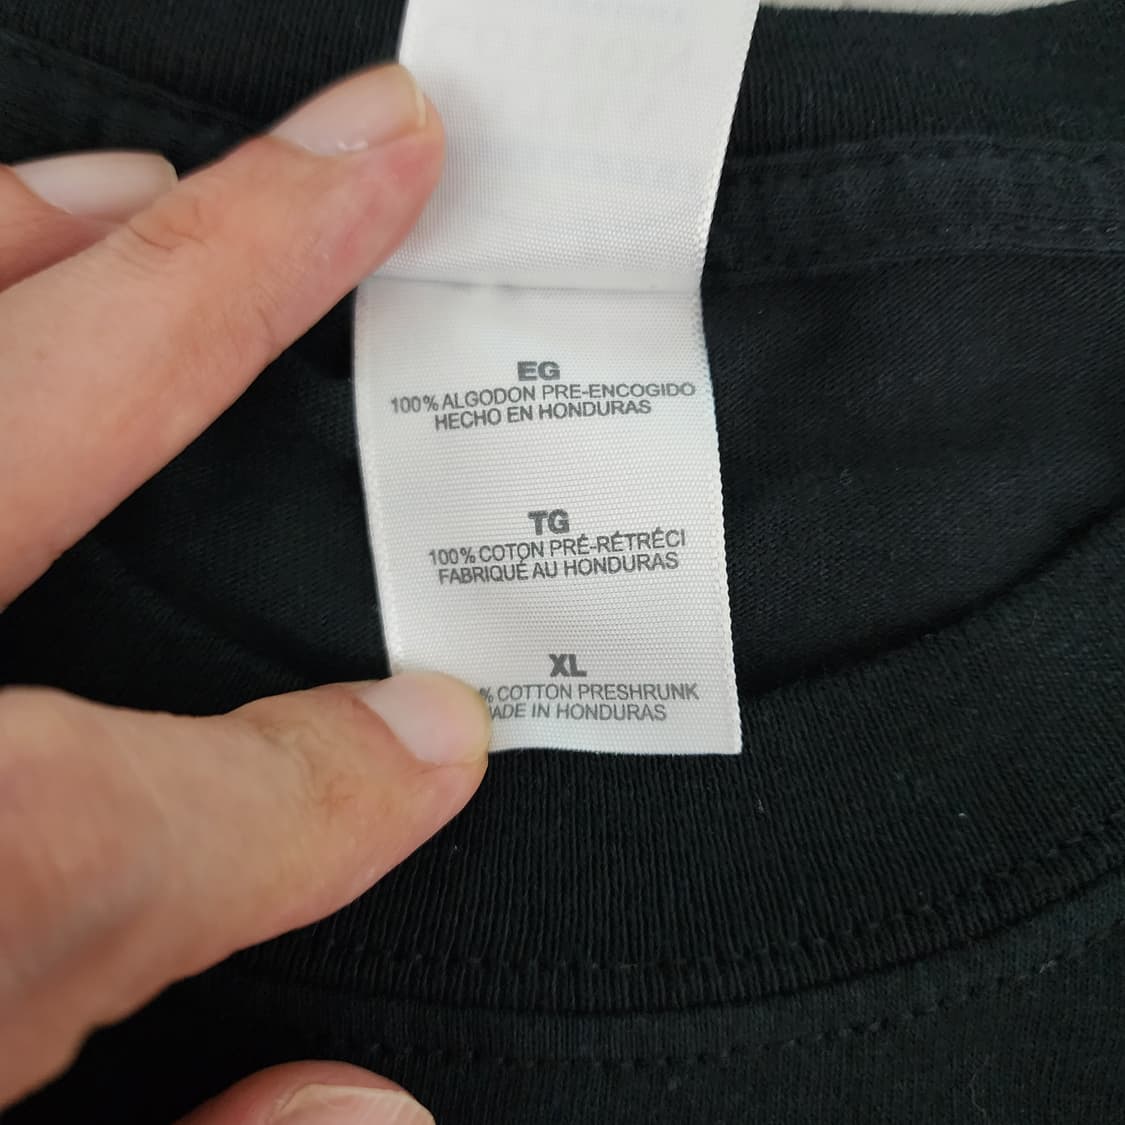 EG
100% ALGODON PRE-ENCOGIDO
HECHO EN HONDURAS
TG
100% COTON PRÉ-RÉTRÉCI
FABRIQUÉ AU HONDURAS
XL
% COTTON PRESHRUNK
ADE IN HONDURAS